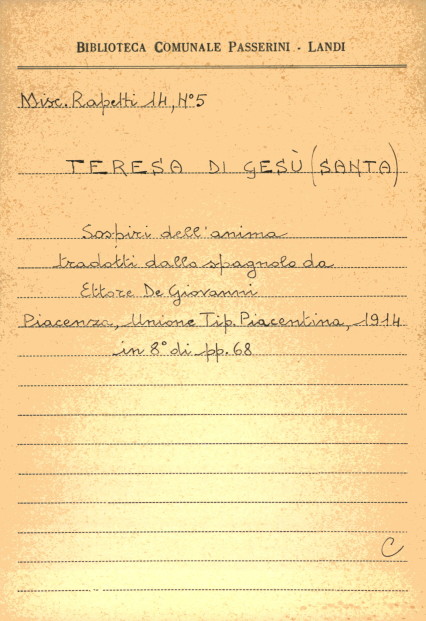 BIBLIOTECA COMUNALE PASSERINI - LANDI
Misc. Rapetti 14, N° 5
TERESA DI GESÙ (SANTA)
Sospiri dell'anima
tradotti dallo spagnolo da
Ettore De Giovanni
Piacenza, Unione Tip. Piacentina, 1914
in 8° di pp. 68
C